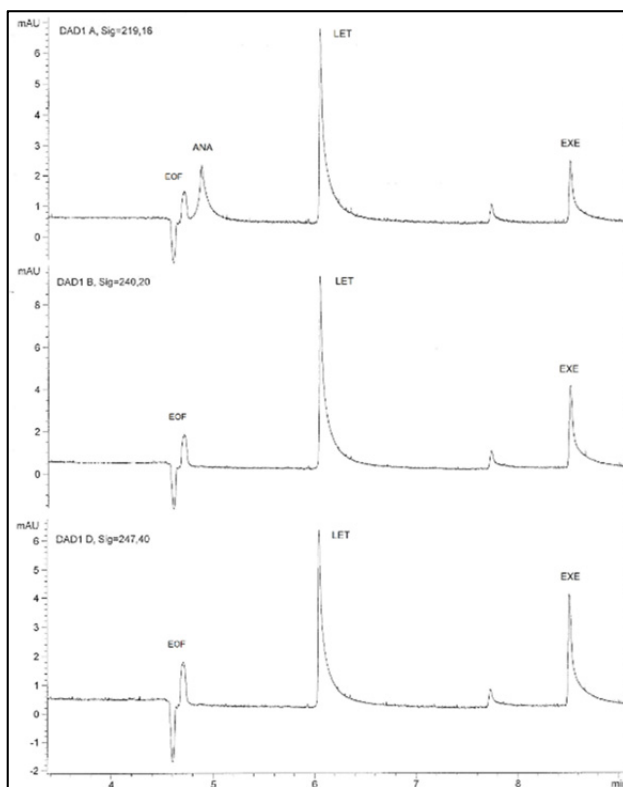 mAU
DAD1 A, Sig=219,16
LET
6
5
4
3
ANA
EXE
EOF
2
1
0
mAU
DAD1 B, Sig=240,20
LET
8
6
EXE
4
EOF
2
0
mAU
DAD1 D, Sig=247,40
LET
6
5
EXE
4
3
EOF
2
1
0
-1
-2
4 5 6 7 8